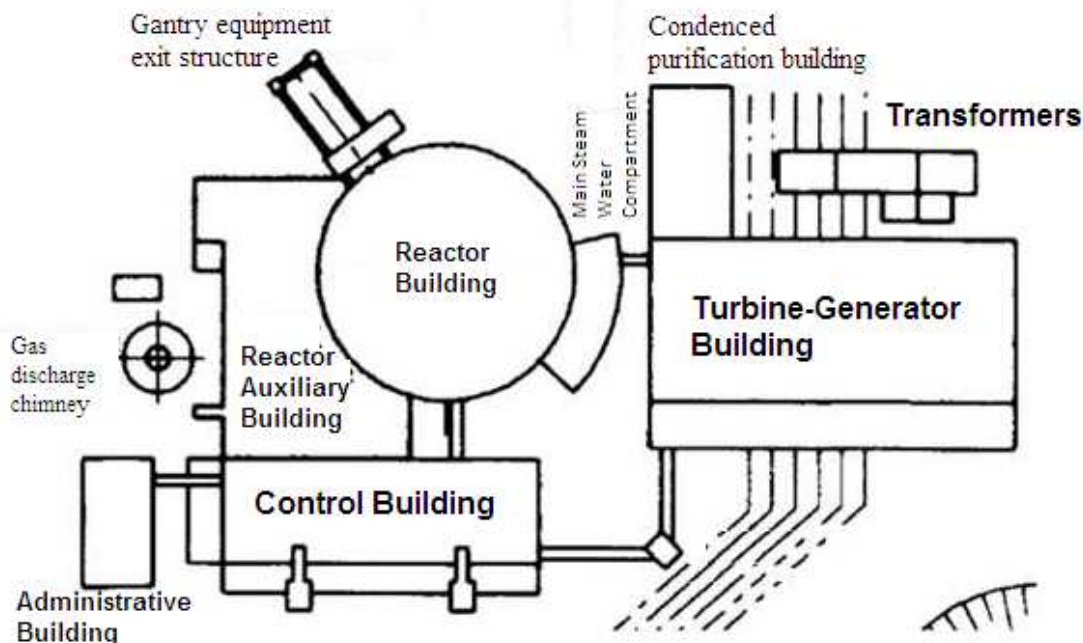 Gantry equipment
exit structure
Condenced
purification building
Transformers
Main Steam
Water
Compartment
Reactor
Building
Turbine-Generator
Building
Gas
discharge
chimney
Reactor
Auxiliary
Building
Control Building
Administrative
Building